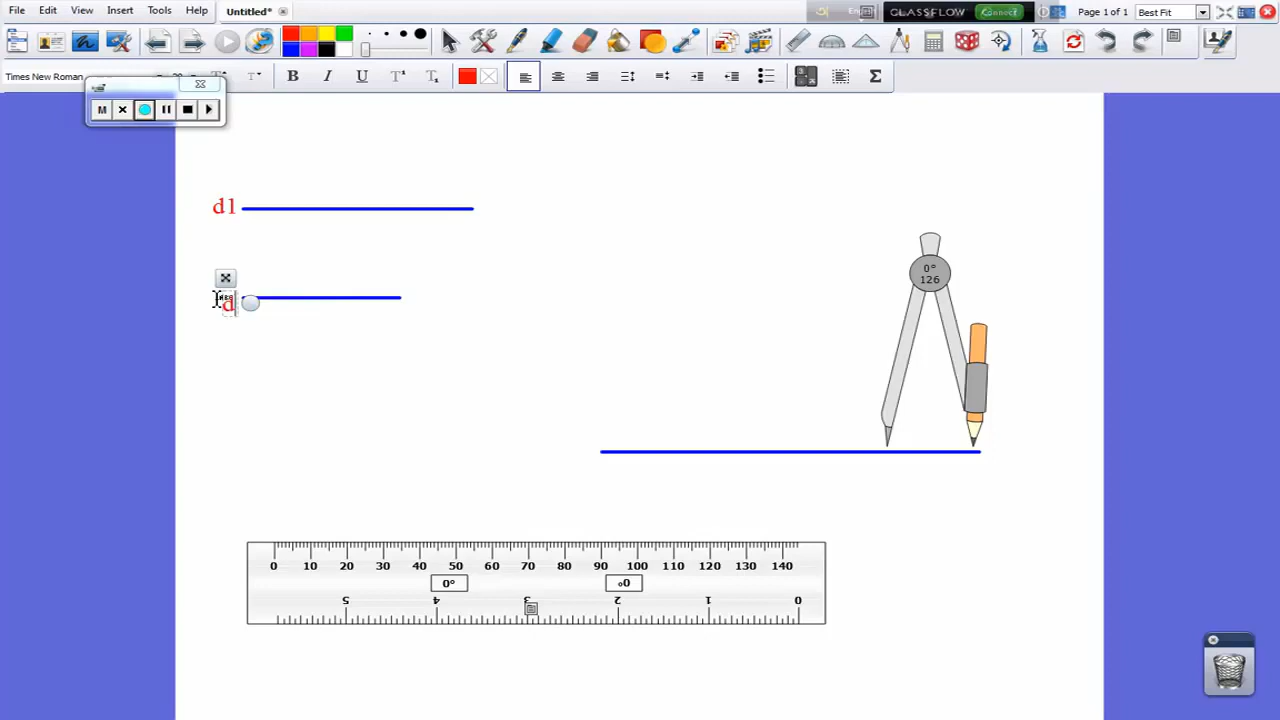 File Edit View Insert Tools Help Untitled* CLASSFLOW Connect Page 1 of 1 Best Fit
Times New Roman B I U T T Σ
M
d1
d
0°
126
0 10 20 30 40 50 60 70 80 90 100 110 120 130 140
0° 0°
5 4 3 2 1 0